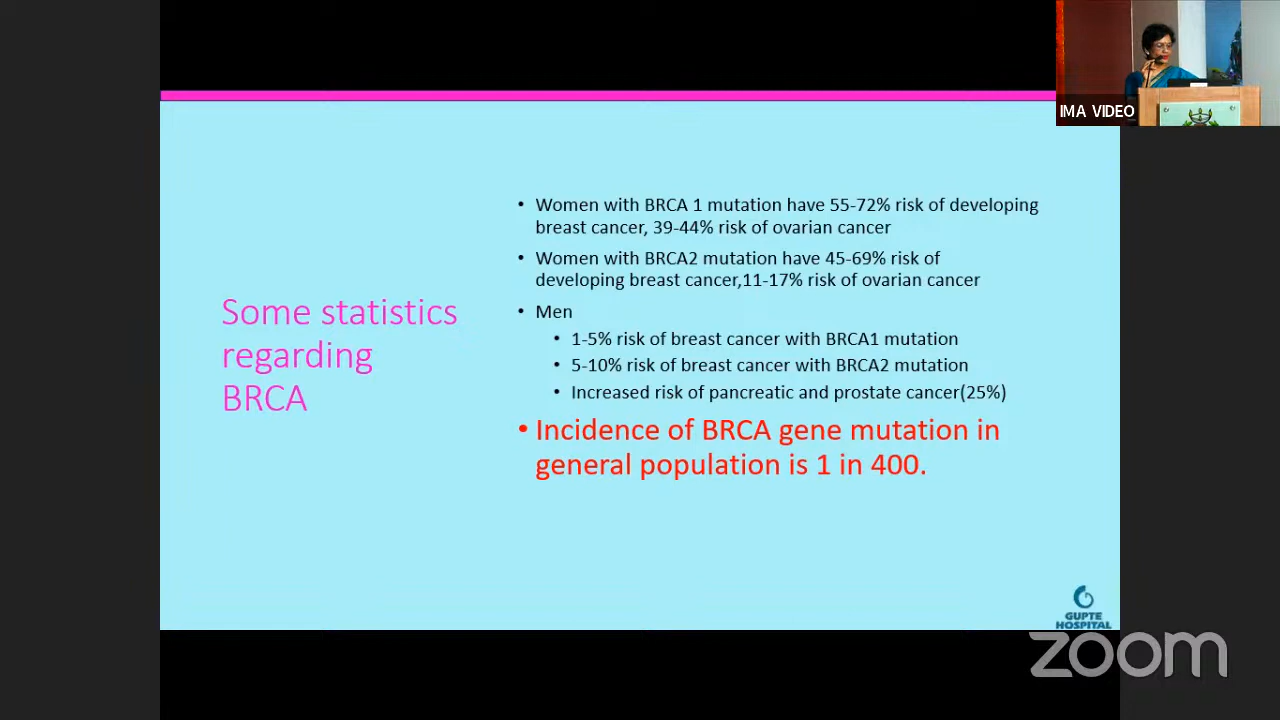 IMA VIDEO
Some statistics
regarding
BRCA
• Women with BRCA 1 mutation have 55-72% risk of developing
breast cancer, 39-44% risk of ovarian cancer
• Women with BRCA2 mutation have 45-69% risk of
developing breast cancer,11-17% risk of ovarian cancer
• Men
• 1-5% risk of breast cancer with BRCA1 mutation
• 5-10% risk of breast cancer with BRCA2 mutation
• Increased risk of pancreatic and prostate cancer(25%)
• Incidence of BRCA gene mutation in
general population is 1 in 400.
GUPTE
HOSPITAL
zoom